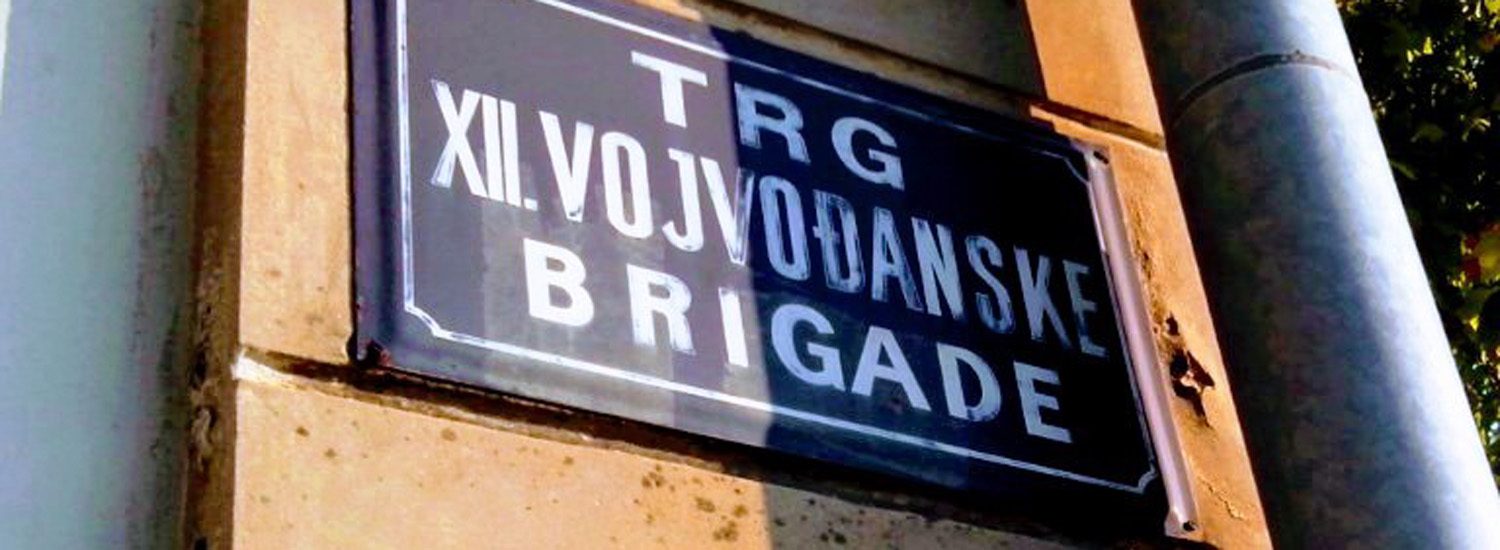 TRG
XII. VOJVOĐANSKE
BRIGADE